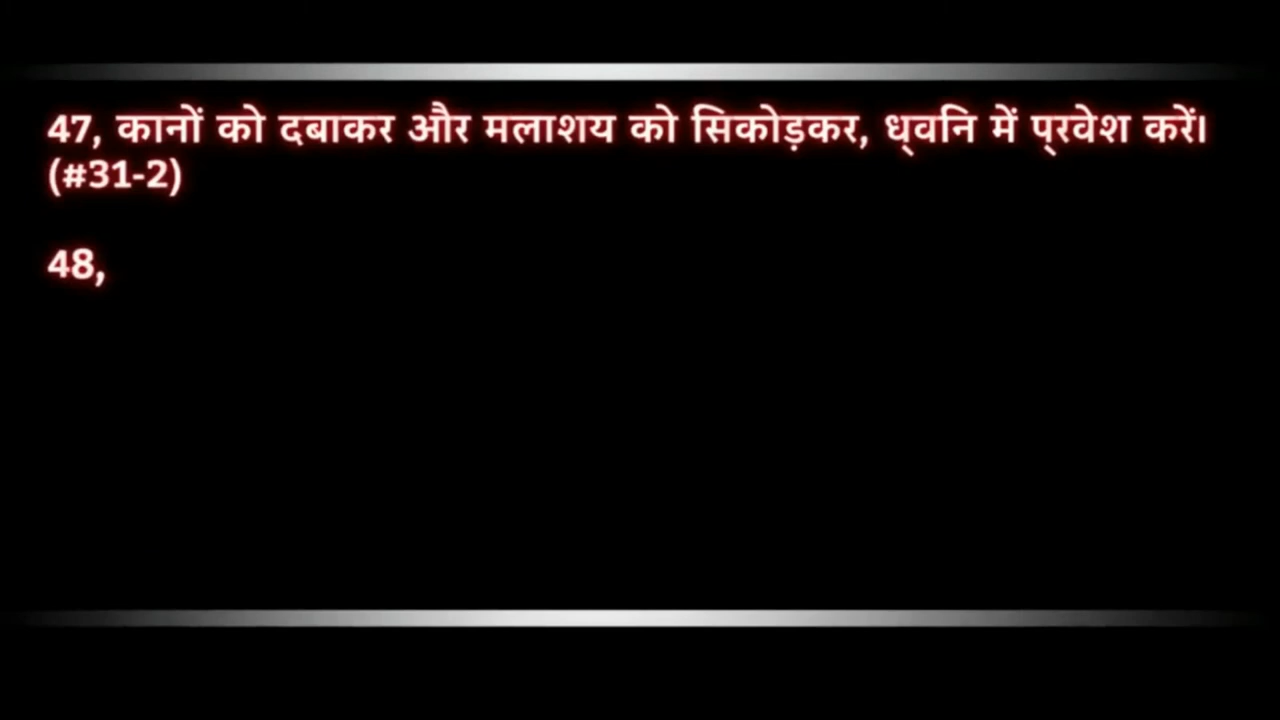 47, कानों को दबाकर और मलाशय को सिकोड़कर, ध्‌वनि में प्‌रवेश करें।
(#31-2)
48,